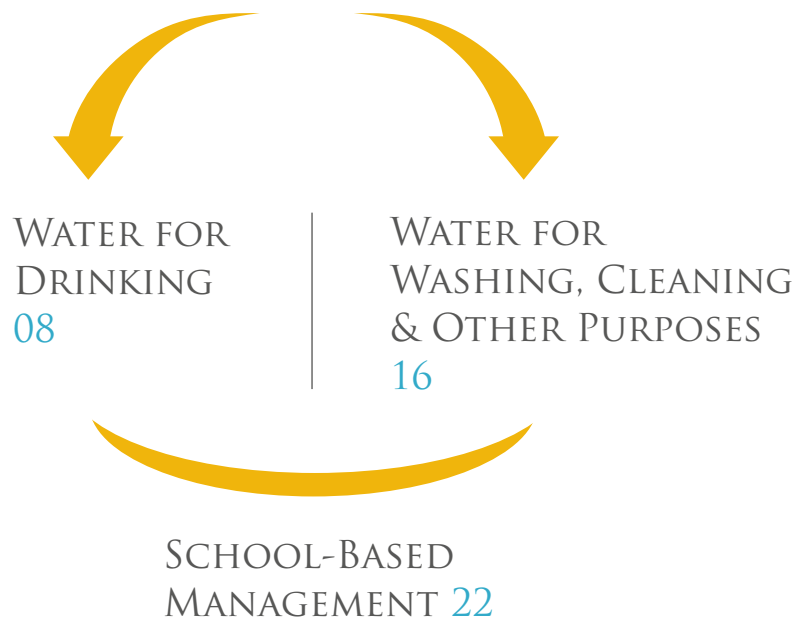 Water for
Drinking
08
Water for
Washing, Cleaning
& Other Purposes
16
School-Based
Management 22